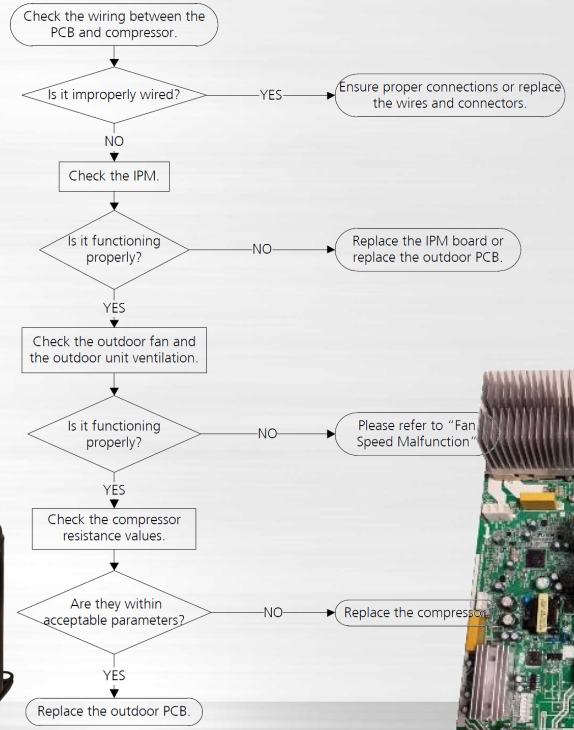 Check the wiring between the
PCB and compressor.
Is it improperly wired?
YES
Ensure proper connections or replace
the wires and connectors.
NO
Check the IPM.
Is it functioning
properly?
NO
Replace the IPM board or
replace the outdoor PCB.
YES
Check the outdoor fan and
the outdoor unit ventilation.
Is it functioning
properly?
NO
Please refer to “Fan
Speed Malfunction”
YES
Check the compressor
resistance values.
Are they within
acceptable parameters?
NO
Replace the compressor.
YES
Replace the outdoor PCB.